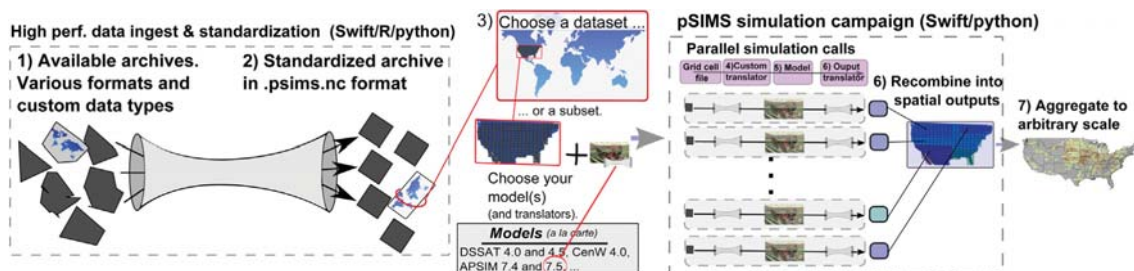 High perf. data ingest & standardization (Swift/R/python)
1) Available archives.
Various formats and
custom data types
2) Standardized archive
in .psims.nc format
3)
Choose a dataset ...
... or a subset.
Choose your
model(s)
(and translators).
Models (a la carte)
DSSAT 4.0 and 4.5, CenW 4.0,
APSIM 7.4 and 7.5, ...
pSIMS simulation campaign (Swift/python)
Parallel simulation calls
Grid cell
file
4)Custom
translator
5) Model
6) Ouput
translator
6) Recombine into
spatial outputs
7) Aggregate to
arbitrary scale